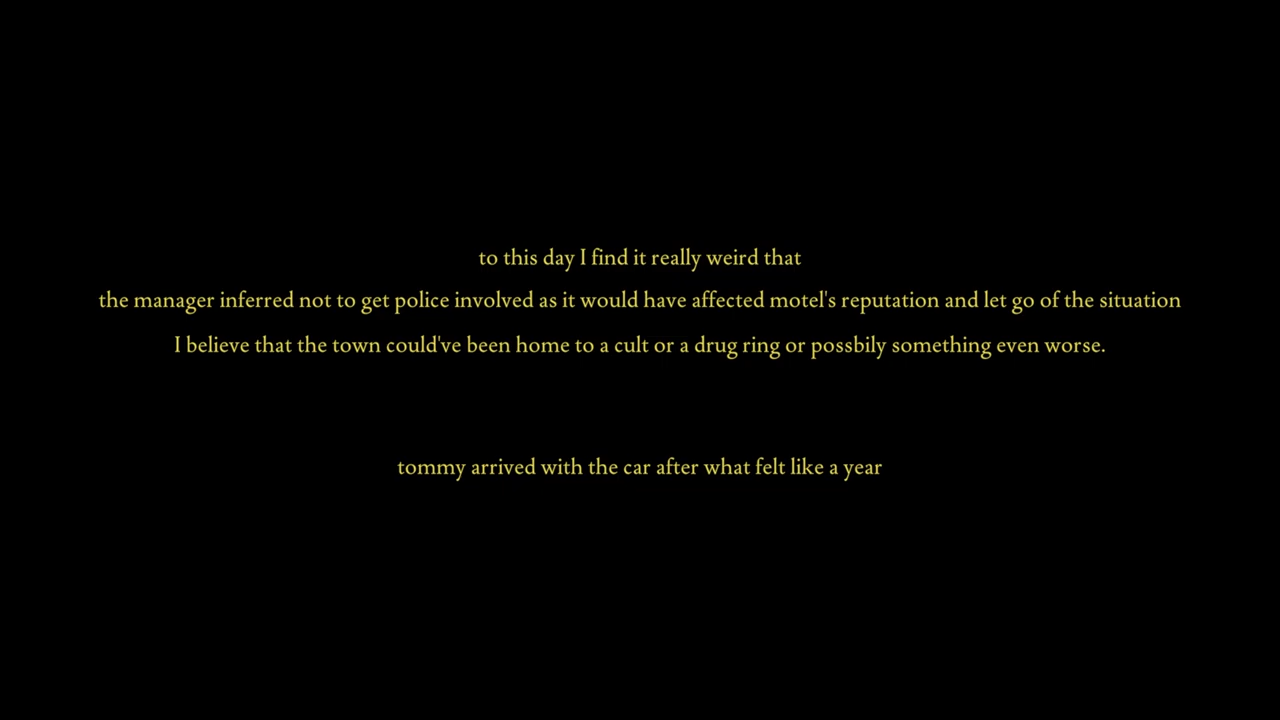 to this day I find it really weird that
the manager inferred not to get police involved as it would have affected motel's reputation and let go of the situation
I believe that the town could've been home to a cult or a drug ring or possbily something even worse.
tommy arrived with the car after what felt like a year